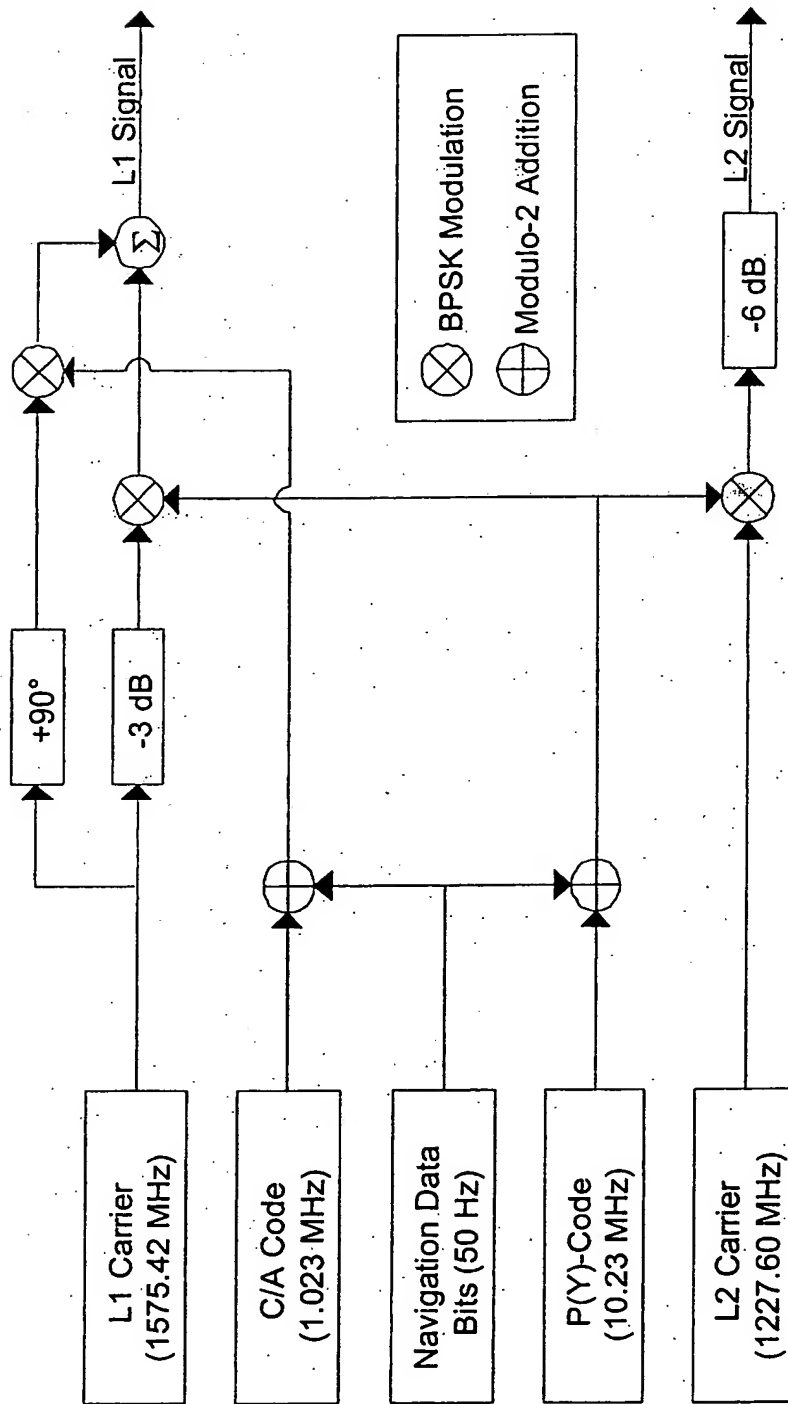 L1 Carrier
(1575.42 MHz)
C/A Code
(1.023 MHz)
Navigation Data
Bits (50 Hz)
P(Y)-Code
(10.23 MHz)
L2 Carrier
(1227.60 MHz)
+90°
-3 dB
Σ
L1 Signal
BPSK Modulation
Modulo-2 Addition
-6 dB
L2 Signal